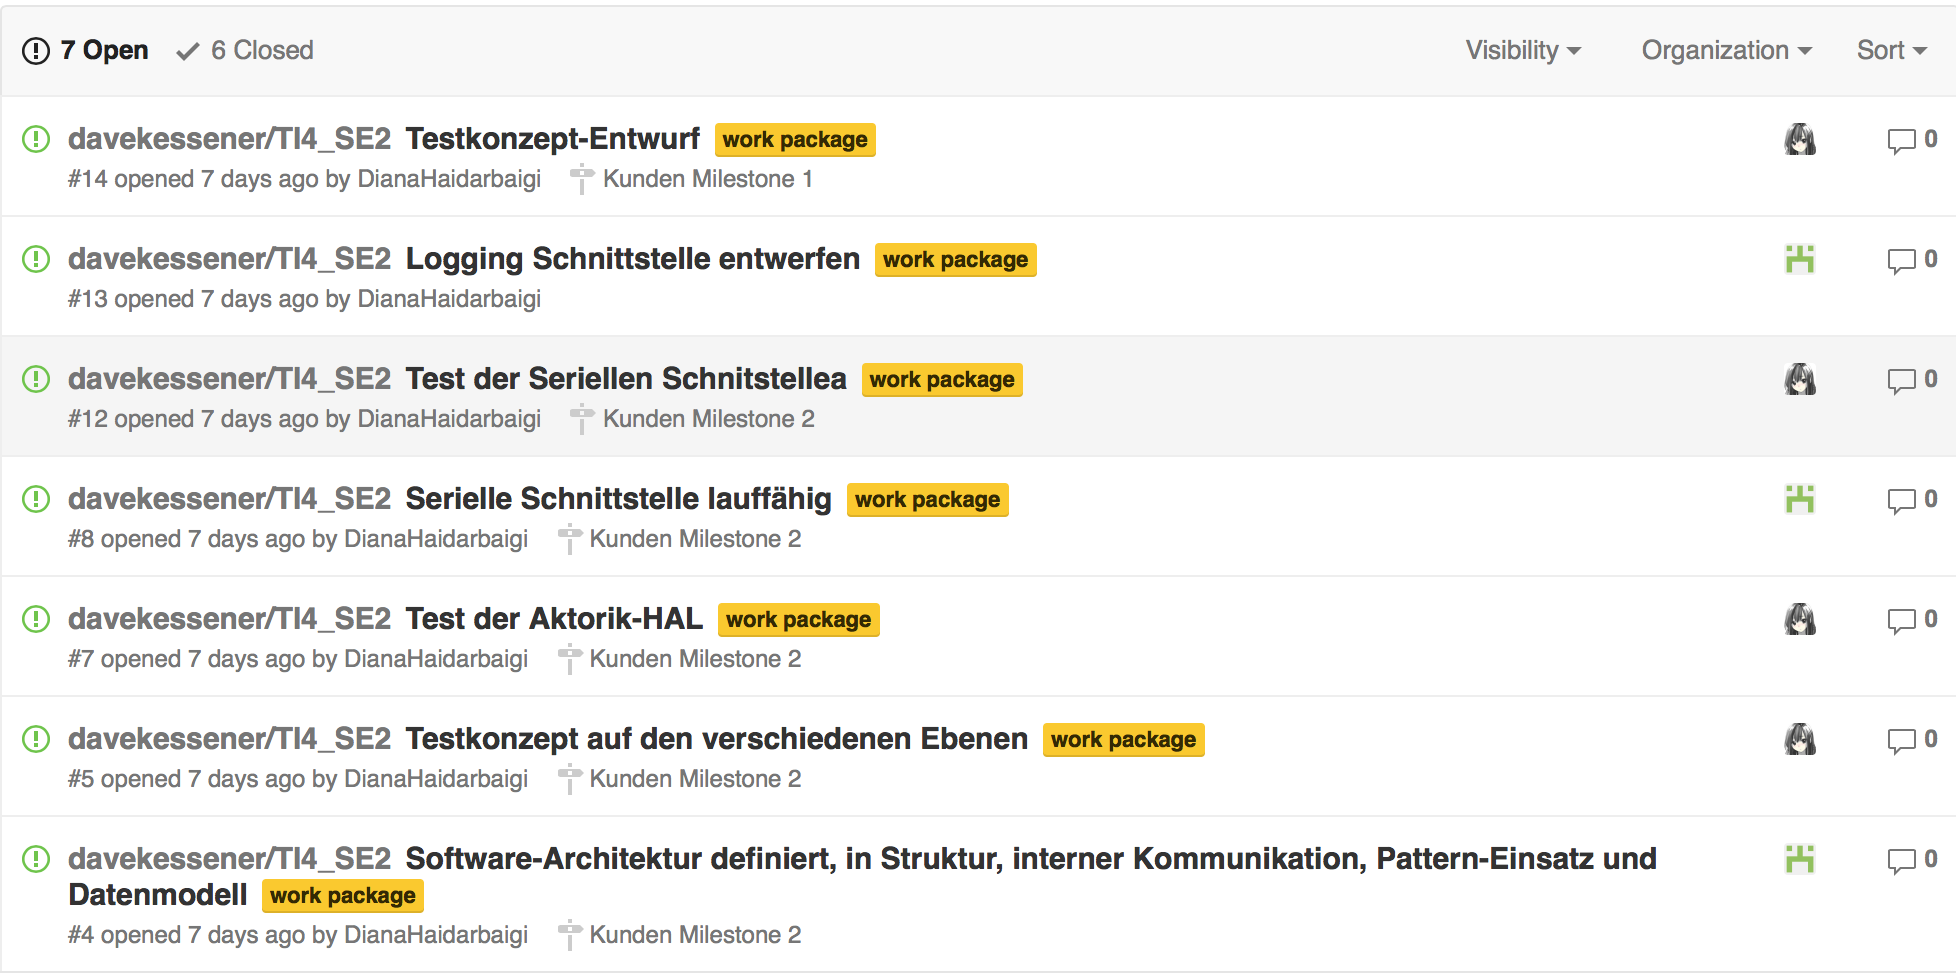 7 Open 6 Closed Visibility Organization Sort
davekessener/TI4_SE2 Testkonzept-Entwurf work package 0
#14 opened 7 days ago by DianaHaidarbaigi Kunden Milestone 1
davekessener/TI4_SE2 Logging Schnittstelle entwerfen work package 0
#13 opened 7 days ago by DianaHaidarbaigi
davekessener/TI4_SE2 Test der Seriellen Schnitstellea work package 0
#12 opened 7 days ago by DianaHaidarbaigi Kunden Milestone 2
davekessener/TI4_SE2 Serielle Schnittstelle lauffähig work package 0
#8 opened 7 days ago by DianaHaidarbaigi Kunden Milestone 2
davekessener/TI4_SE2 Test der Aktorik-HAL work package 0
#7 opened 7 days ago by DianaHaidarbaigi Kunden Milestone 2
davekessener/TI4_SE2 Testkonzept auf den verschiedenen Ebenen work package 0
#5 opened 7 days ago by DianaHaidarbaigi Kunden Milestone 2
davekessener/TI4_SE2 Software-Architektur definiert, in Struktur, interner Kommunikation, Pattern-Einsatz und 0
Datenmodell work package
#4 opened 7 days ago by DianaHaidarbaigi Kunden Milestone 2